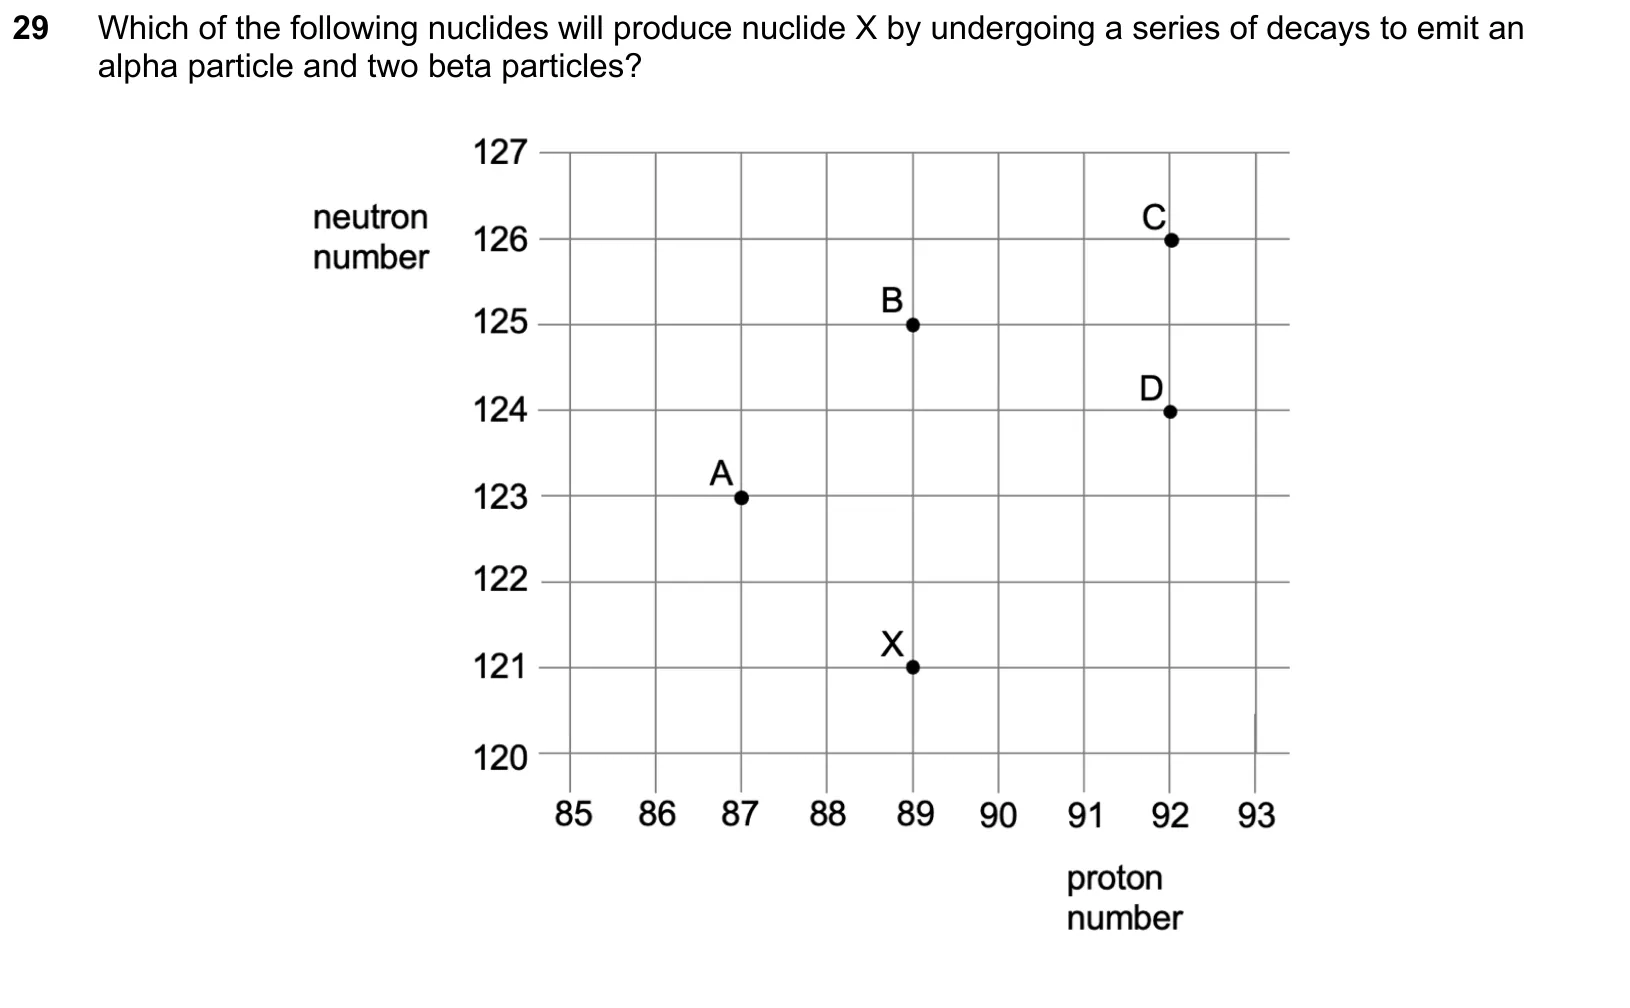 29 Which of the following nuclides will produce nuclide X by undergoing a series of decays to emit an
alpha particle and two beta particles?
127
neutron
number
C
126
B
125
D
124
A
123
122
X
121
120
85 86 87 88 89 90 91 92 93
proton
number